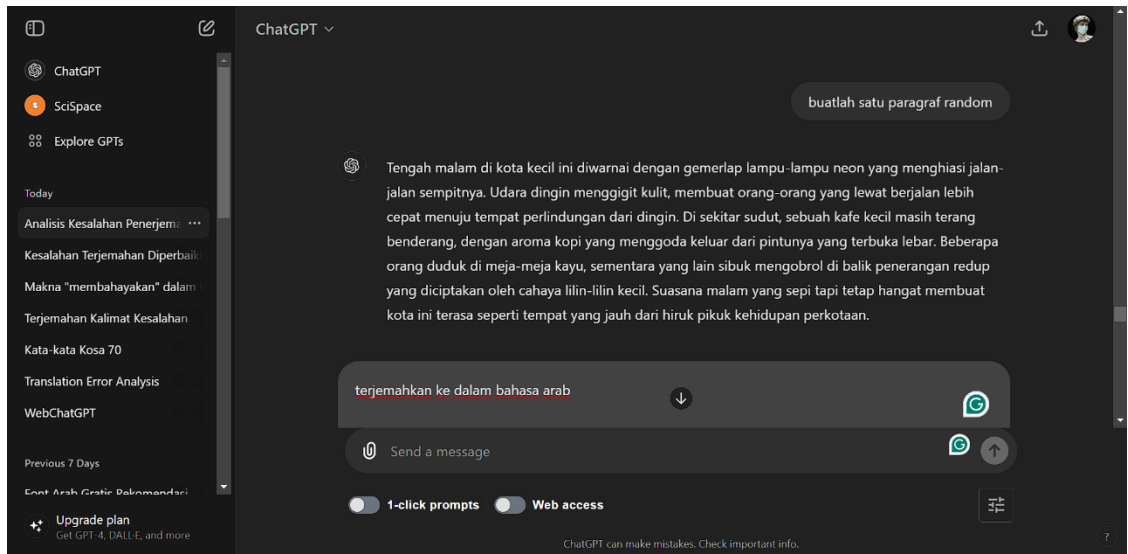 ChatGPT
SciSpace
Explore GPTs
Today
Analisis Kesalahan Penerjema ...
Kesalahan Terjemahan Diperbaik
Makna "membahayakan" dalam
Terjemahan Kalimat Kesalahan
Kata-kata Kosa 70
Translation Error Analysis
WebChatGPT
Previous 7 Days
Font Arab Gratis Rekomendasi
Upgrade plan
Get GPT-4, DALL·E, and more
ChatGPT
buatlah satu paragraf random
Tengah malam di kota kecil ini diwarnai dengan gemerlap lampu-lampu neon yang menghiasi jalan-
jalan sempitnya. Udara dingin menggigit kulit, membuat orang-orang yang lewat berjalan lebih
cepat menuju tempat perlindungan dari dingin. Di sekitar sudut, sebuah kafe kecil masih terang
benderang, dengan aroma kopi yang menggoda keluar dari pintunya yang terbuka lebar. Beberapa
orang duduk di meja-meja kayu, sementara yang lain sibuk mengobrol di balik penerangan redup
yang diciptakan oleh cahaya lilin-lilin kecil. Suasana malam yang sepi tapi tetap hangat membuat
kota ini terasa seperti tempat yang jauh dari hiruk pikuk kehidupan perkotaan.
terjemahkan ke dalam bahasa arab
Send a message
1-click prompts Web access
ChatGPT can make mistakes. Check important info.
?